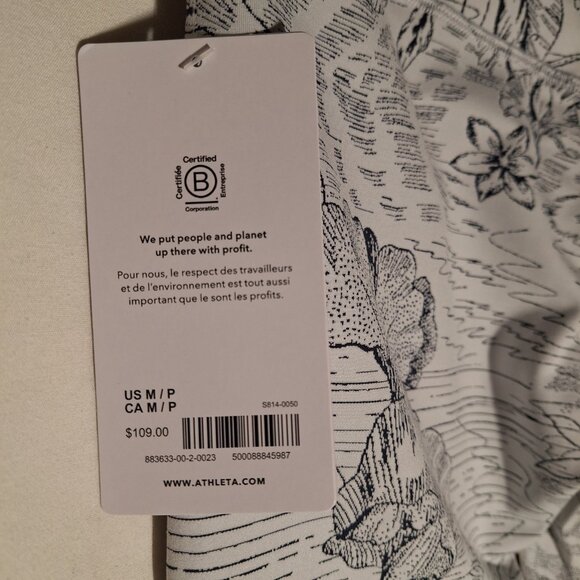 Certified
Certifiée
B
Entreprise
Corporation
We put people and planet
up there with profit.
Pour nous, le respect des travailleurs
et de l'environnement est tout aussi
important que le sont les profits.
US M / P
CA M / P
S814-0050
$109.00
883633-00-2-0023 500088845987
WWW.ATHLETA.COM